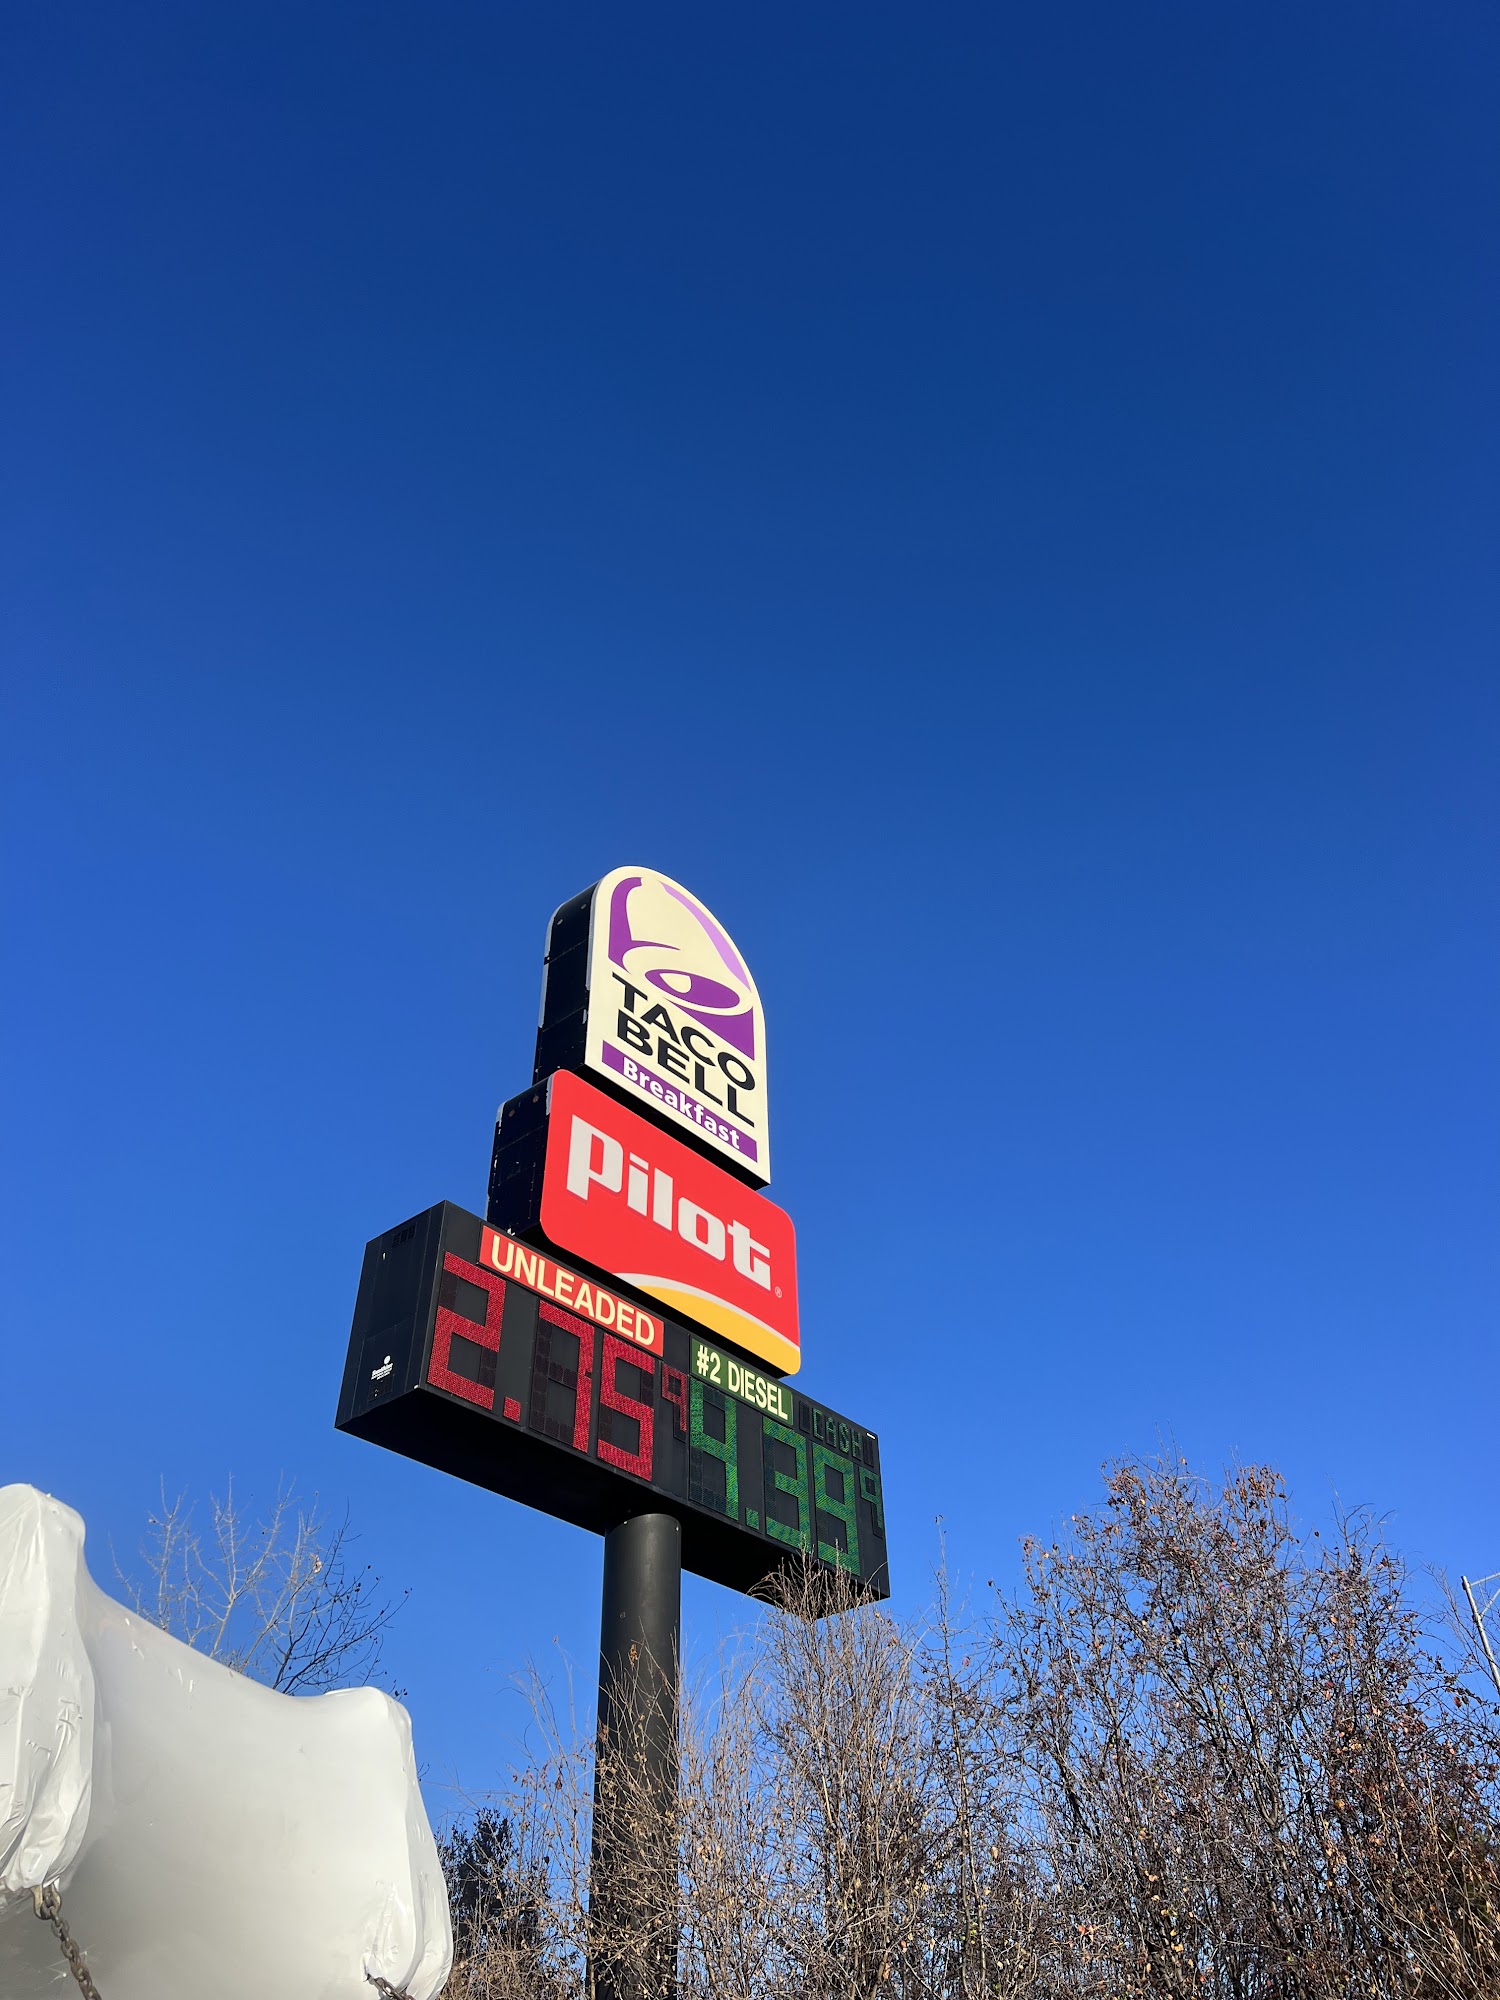 TACO
BELL
Breakfast
Pilot®
UNLEADED
2.75 9
#2 DIESEL
CASH
4.39 9